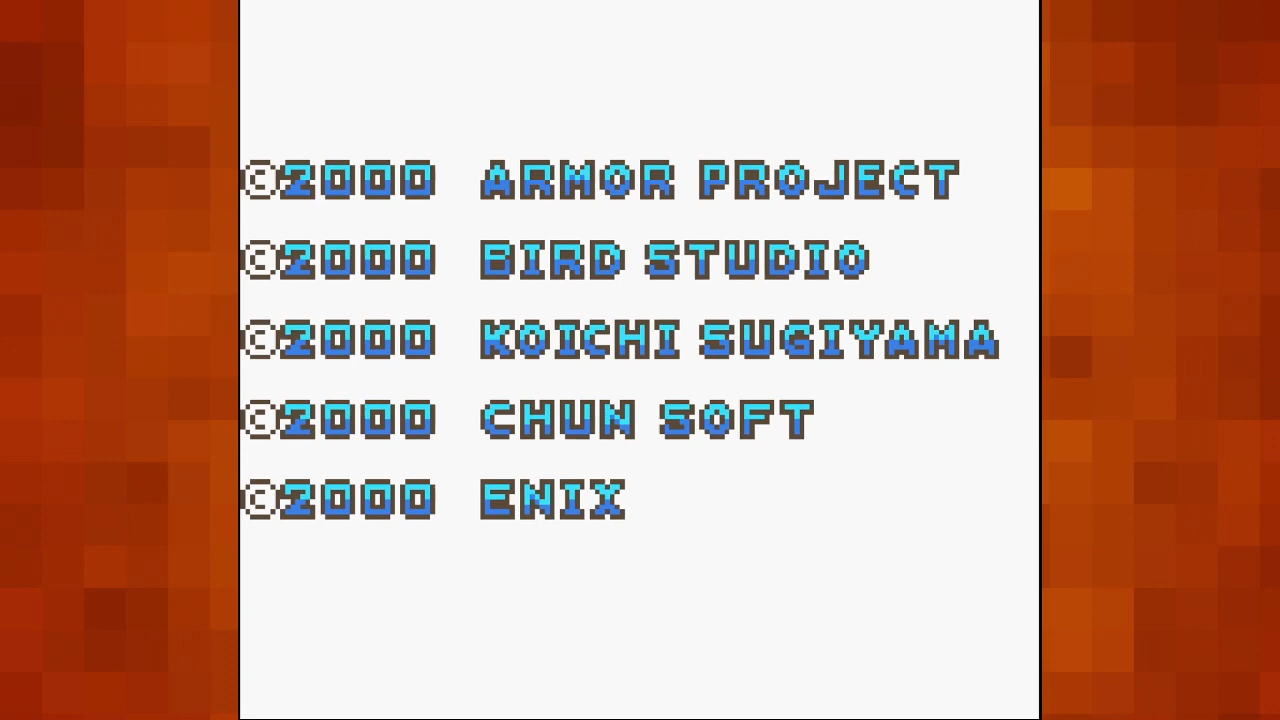 ©2000 ARMOR PROJECT
©2000 BIRD STUDIO
©2000 KOICHI SUGIYAMA
©2000 CHUN SOFT
©2000 ENIX